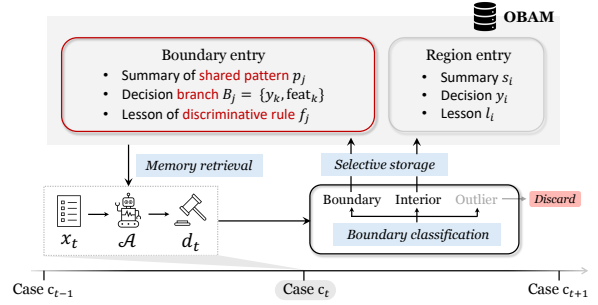 OBAM
Boundary entry
• Summary of shared pattern pⱼ
• Decision branch Bⱼ = {yₖ, featₖ}
• Lesson of discriminative rule fⱼ
Region entry
• Summary sᵢ
• Decision yᵢ
• Lesson lᵢ
Memory retrieval
Selective storage
Boundary Interior Outlier
Discard
Boundary classification
xₜ 𝒜 dₜ
Case cₜ₋₁
Case cₜ
Case cₜ₊₁